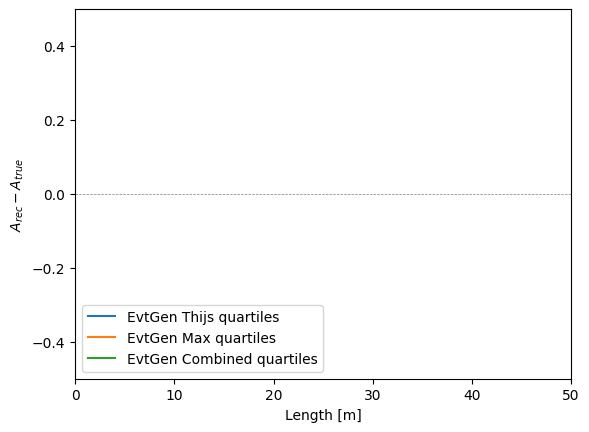 0.4
0.2
0.0
−0.2
−0.4
A_rec − A_true
EvtGen Thijs quartiles
EvtGen Max quartiles
EvtGen Combined quartiles
0 10 20 30 40 50
Length [m]